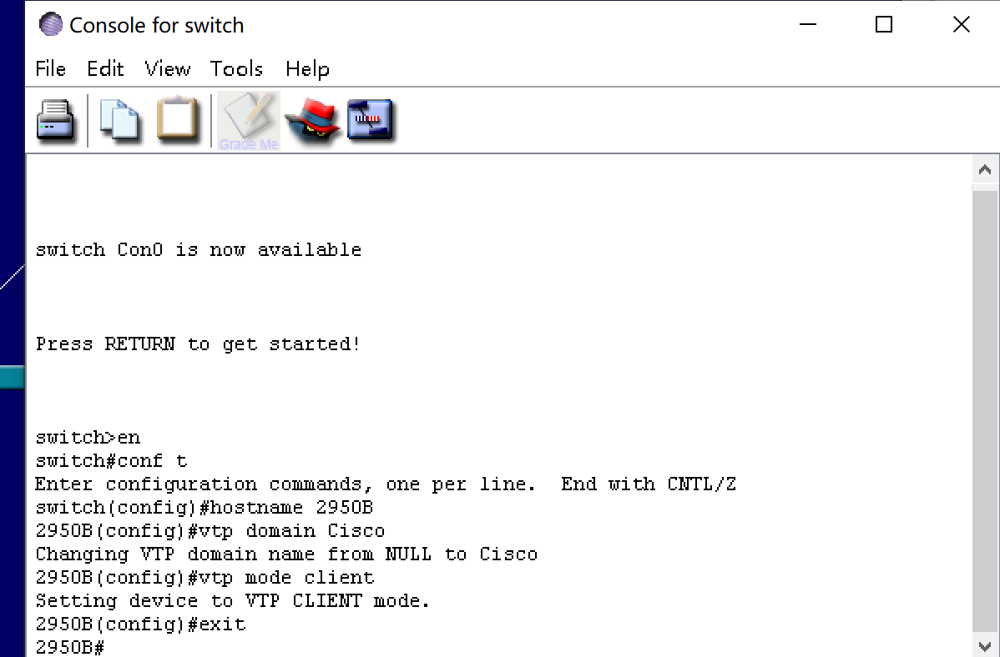 Console for switch
File Edit View Tools Help
Grade Me
switch Con0 is now available
Press RETURN to get started!
switch>en
switch#conf t
Enter configuration commands, one per line.  End with CNTL/Z
switch(config)#hostname 2950B
2950B(config)#vtp domain Cisco
Changing VTP domain name from NULL to Cisco
2950B(config)#vtp mode client
Setting device to VTP CLIENT mode.
2950B(config)#exit
2950B#